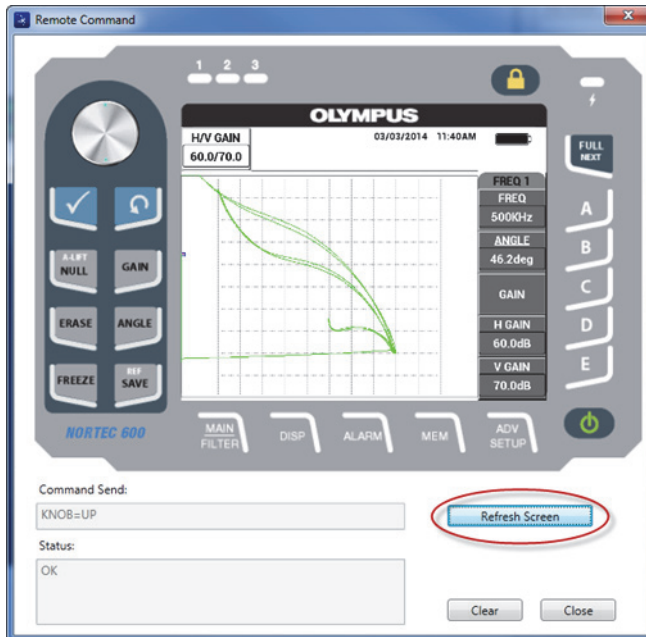 Remote Command
1 2 3
OLYMPUS
H/V GAIN
60.0/70.0
03/03/2014 11:40AM
FULL
NEXT
FREQ 1
FREQ
500KHz
ANGLE
46.2deg
GAIN
H GAIN
60.0dB
V GAIN
70.0dB
A
B
C
D
E
A-LIFT
NULL
GAIN
ERASE
ANGLE
FREEZE
REF
SAVE
NORTEC 600
MAIN
FILTER
DISP
ALARM
MEM
ADV
SETUP
Command Send:
KNOB=UP
Refresh Screen
Status:
OK
Clear
Close